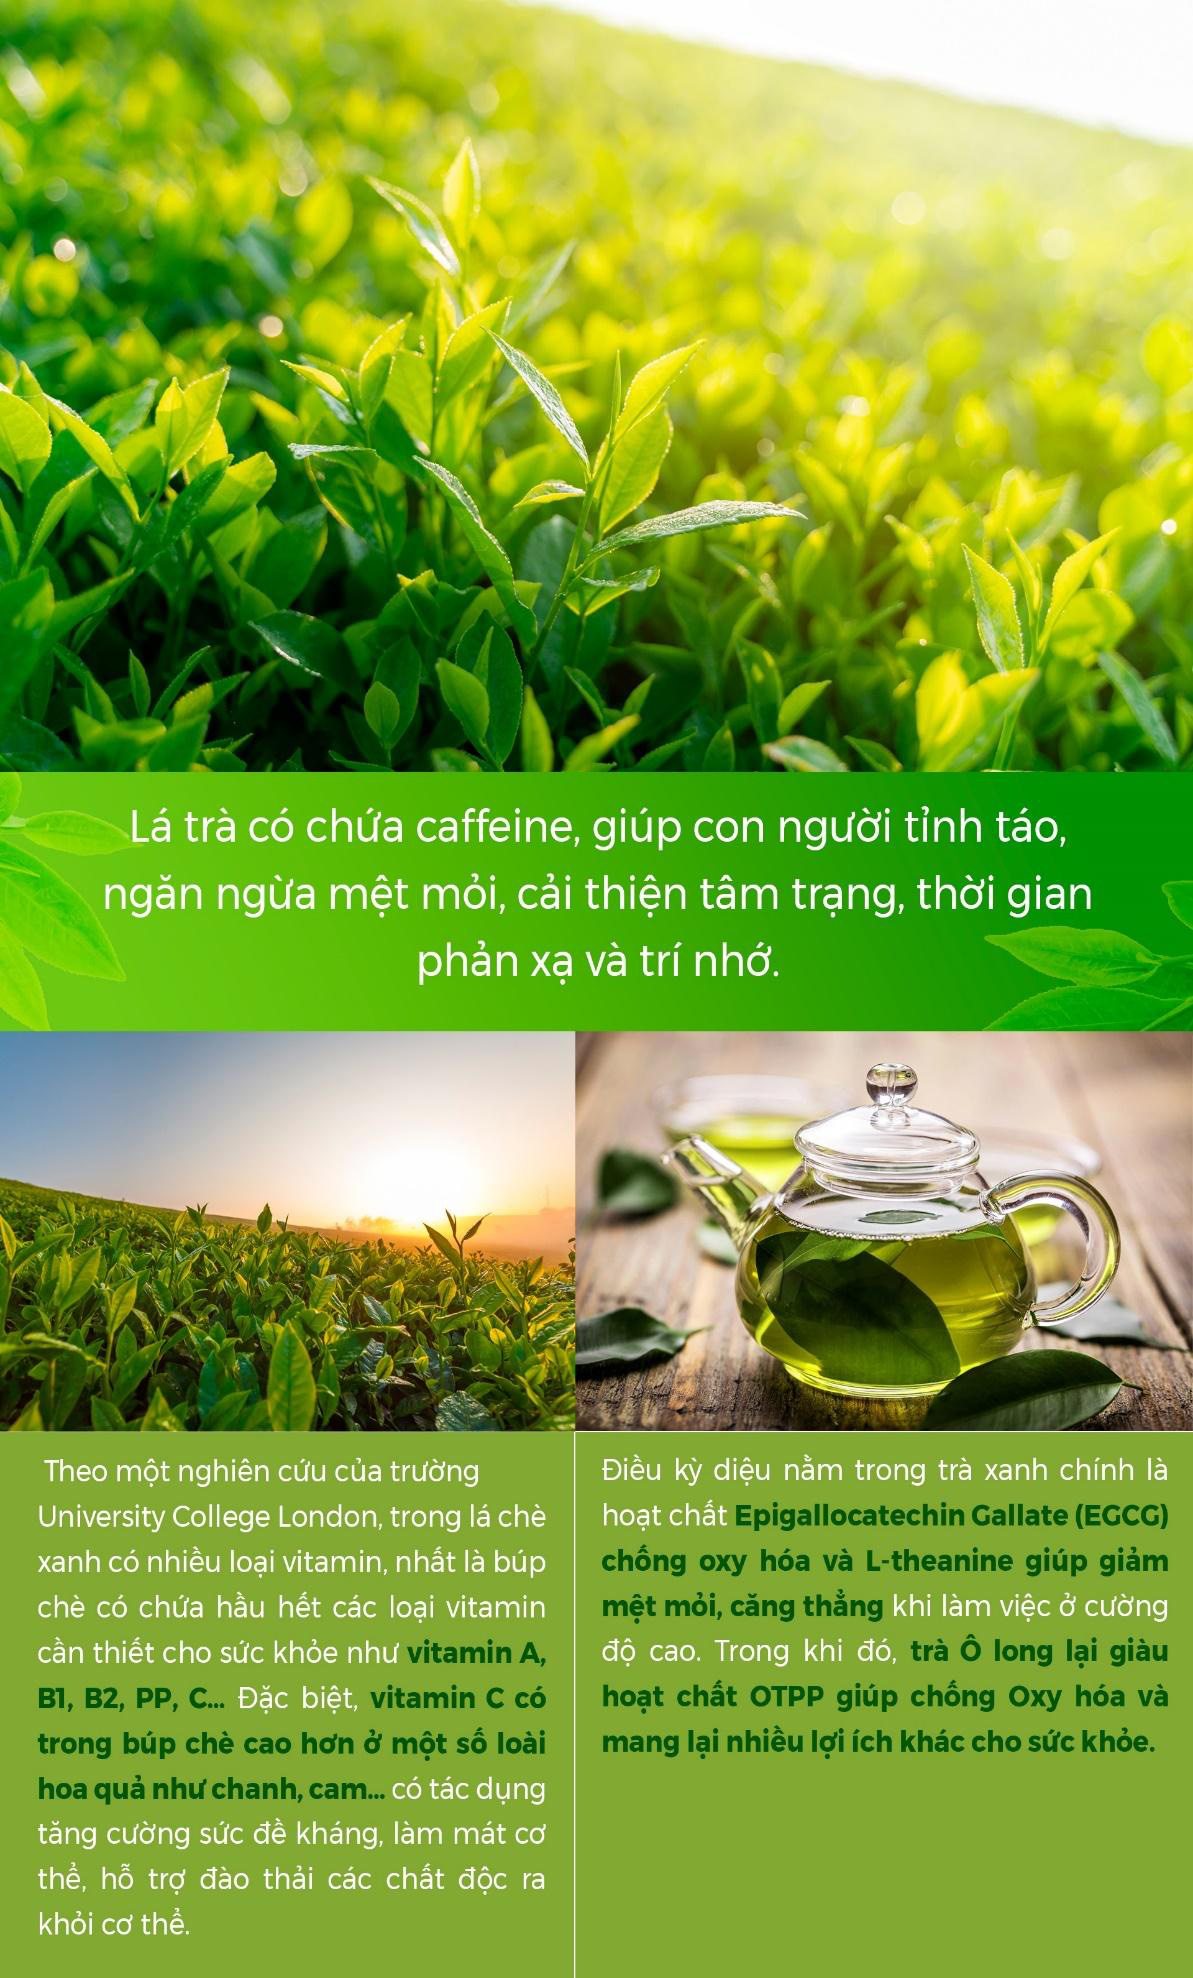 Lá trà có chứa caffeine, giúp con người tỉnh táo,
ngăn ngừa mệt mỏi, cải thiện tâm trạng, thời gian
phản xạ và trí nhớ.
Theo một nghiên cứu của trường
University College London, trong lá chè
xanh có nhiều loại vitamin, nhất là búp
chè có chứa hầu hết các loại vitamin
cần thiết cho sức khỏe như vitamin A,
B1, B2, PP, C... Đặc biệt, vitamin C có
trong búp chè cao hơn ở một số loài
hoa quả như chanh, cam... có tác dụng
tăng cường sức đề kháng, làm mát cơ
thể, hỗ trợ đào thải các chất độc ra
khỏi cơ thể.
Điều kỳ diệu nằm trong trà xanh chính là
hoạt chất Epigallocatechin Gallate (EGCG)
chống oxy hóa và L-theanine giúp giảm
mệt mỏi, căng thẳng khi làm việc ở cường
độ cao. Trong khi đó, trà Ô long lại giàu
hoạt chất OTPP giúp chống Oxy hóa và
mang lại nhiều lợi ích khác cho sức khỏe.